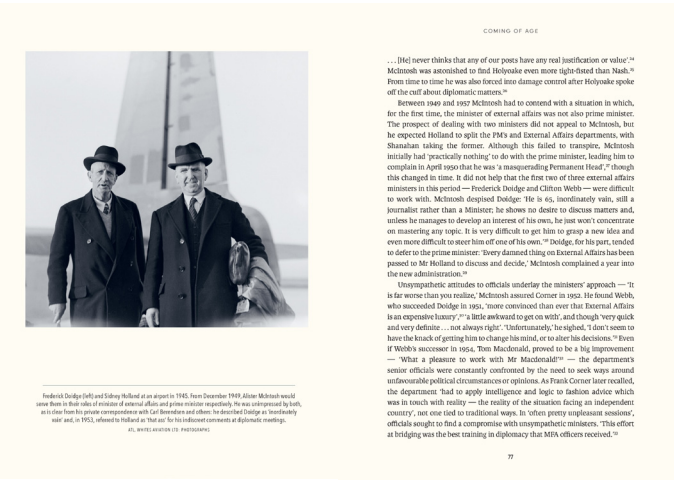 COMING OF AGE
. . . [He] never thinks that any of our posts have any real justification or value’.²⁴
McIntosh was astonished to find Holyoake even more tight-fisted than Nash.²⁵
From time to time he was also forced into damage control after Holyoake spoke
off the cuff about diplomatic matters.²⁶
Between 1949 and 1957 McIntosh had to contend with a situation in which,
for the first time, the minister of external affairs was not also prime minister.
The prospect of dealing with two ministers did not appeal to McIntosh, but
he expected Holland to split the PM’s and External Affairs departments, with
Shanahan taking the former. Although this failed to transpire, McIntosh
initially had ‘practically nothing’ to do with the prime minister, leading him to
complain in April 1950 that he was ‘a masquerading Permanent Head’,²⁷ though
this changed in time. It did not help that the first two of three external affairs
ministers in this period — Frederick Doidge and Clifton Webb — were difficult
to work with. McIntosh despised Doidge: ‘He is 65, inordinately vain, still a
journalist rather than a Minister; he shows no desire to discuss matters and,
unless he manages to develop an interest of his own, he just won’t concentrate
on mastering any topic. It is very difficult to get him to grasp a new idea and
even more difficult to steer him off one of his own.’²⁸ Doidge, for his part, tended
to defer to the prime minister: ‘Every damned thing on External Affairs has been
passed to Mr Holland to discuss and decide,’ McIntosh complained a year into
the new administration.²⁹
Unsympathetic attitudes to officials underlay the ministers’ approach — ‘It
is far worse than you realize,’ McIntosh assured Corner in 1952. He found Webb,
who succeeded Doidge in 1951, ‘more convinced than ever that External Affairs
is an expensive luxury’,³⁰ ‘a little awkward to get on with’, and though ‘very quick
and very definite . . . not always right’. ‘Unfortunately,’ he sighed, ‘I don’t seem to
have the knack of getting him to change his mind, or to alter his decisions.’³¹ Even
if Webb’s successor in 1954, Tom Macdonald, proved to be a big improvement
— ‘What a pleasure to work with Mr Macdonald!’³² — the department’s
senior officials were constantly confronted by the need to seek ways around
unfavourable political circumstances or opinions. As Frank Corner later recalled,
the department ‘had to apply intelligence and logic to fashion advice which
was in touch with reality — the reality of the situation facing an independent
country’, not one tied to traditional ways. In ‘often pretty unpleasant sessions’,
officials sought to find a compromise with unsympathetic ministers. ‘This effort
at bridging was the best training in diplomacy that MFA officers received.’³³
Frederick Doidge (left) and Sidney Holland at an airport in 1945. From December 1949, Alister McIntosh would
serve them in their roles of minister of external affairs and prime minister respectively. He was unimpressed by both,
as is clear from his private correspondence with Carl Berendsen and others: he described Doidge as ‘inordinately
vain’ and, in 1953, referred to Holland as ‘that ass’ for his indiscreet comments at diplomatic meetings.
ATL, WHITES AVIATION LTD: PHOTOGRAPHS
77